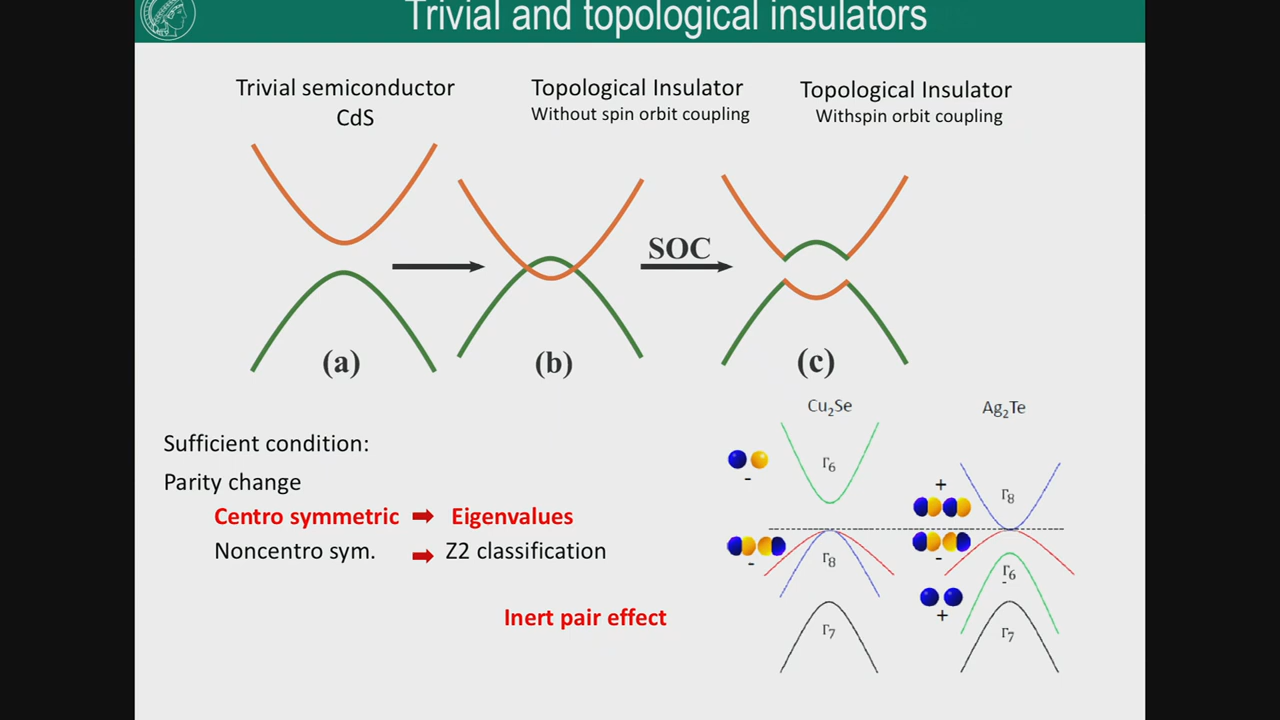 Trivial and topological insulators
Trivial semiconductor
CdS
Topological Insulator
Without spin orbit coupling
Topological Insulator
Withspin orbit coupling
SOC
(a)
(b)
(c)
Sufficient condition:
Parity change
Centro symmetric
Eigenvalues
Noncentro sym.
Z2 classification
Inert pair effect
Cu₂Se
Γ₆
-
-
Γ₈
Γ₇
Ag₂Te
+
Γ₈
-
Γ₆
-
+
Γ₇